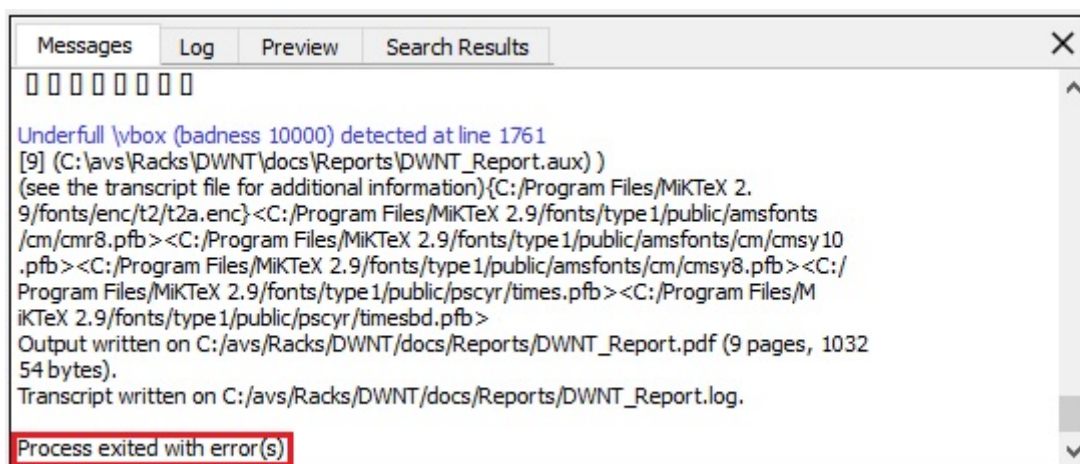 Messages Log Preview Search Results
Underfull \vbox (badness 10000) detected at line 1761
[9] (C:\avs\Racks\DWNT\docs\Reports\DWNT_Report.aux) )
(see the transcript file for additional information){C:/Program Files/MiKTeX 2.
9/fonts/enc/t2/t2a.enc}<C:/Program Files/MiKTeX 2.9/fonts/type1/public/amsfonts
/cm/cmr8.pfb><C:/Program Files/MiKTeX 2.9/fonts/type1/public/amsfonts/cm/cmsy10
.pfb><C:/Program Files/MiKTeX 2.9/fonts/type1/public/amsfonts/cm/cmsy8.pfb><C:/
Program Files/MiKTeX 2.9/fonts/type1/public/pscyr/times.pfb><C:/Program Files/M
iKTeX 2.9/fonts/type1/public/pscyr/timesbd.pfb>
Output written on C:/avs/Racks/DWNT/docs/Reports/DWNT_Report.pdf (9 pages, 1032
54 bytes).
Transcript written on C:/avs/Racks/DWNT/docs/Reports/DWNT_Report.log.
Process exited with error(s)